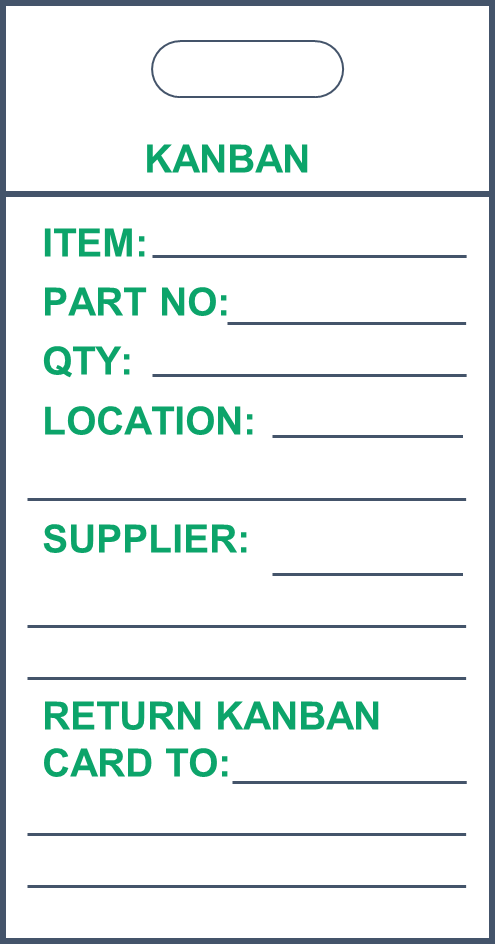 KANBAN
ITEM:
PART NO:
QTY:
LOCATION:
SUPPLIER:
RETURN KANBAN
CARD TO: